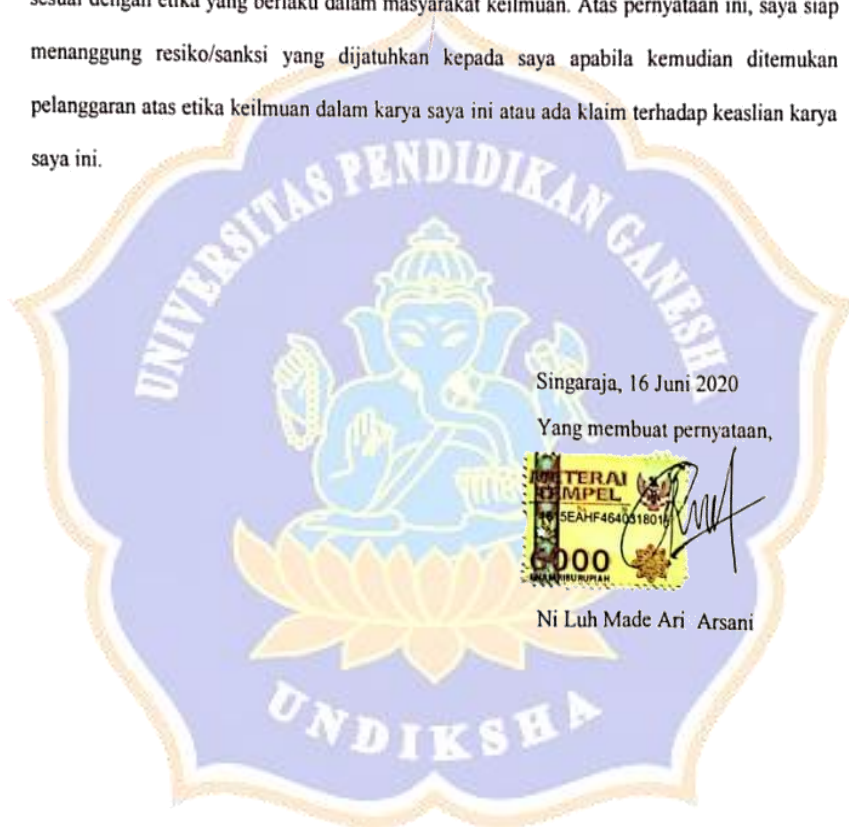 sesuai dengan etika yang berlaku dalam masyarakat keilmuan. Atas pernyataan ini, saya siap
menanggung resiko/sanksi yang dijatuhkan kepada saya apabila kemudian ditemukan
pelanggaran atas etika keilmuan dalam karya saya ini atau ada klaim terhadap keaslian karya
saya ini.
UNIVERSITAS PENDIDIKAN GANESHA
Singaraja, 16 Juni 2020
Yang membuat pernyataan,
METERAI
TEMPEL
6000
ENAM RIBU RUPIAH
Ni Luh Made Ari Arsani
UNDIKSHA